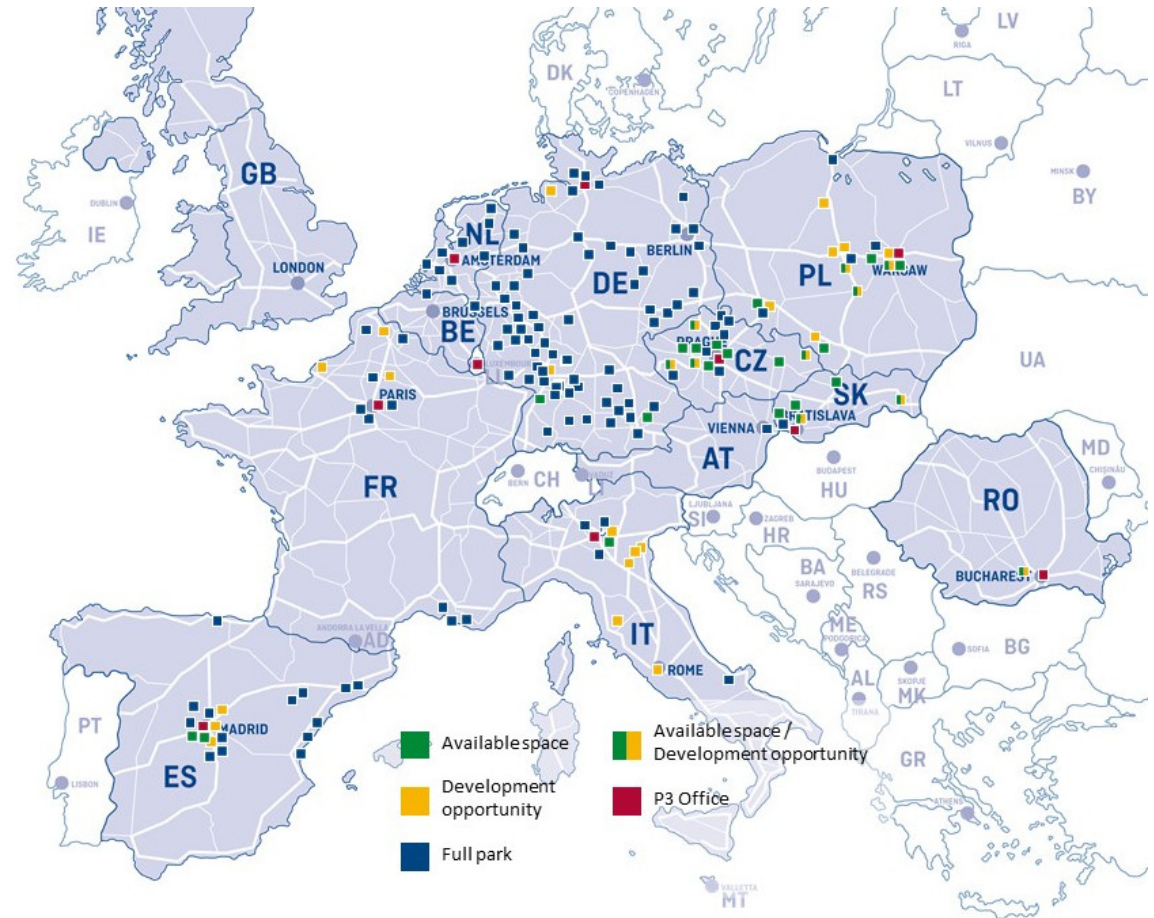 LV
RIGA
DK
COPENHAGEN
LT
VILNIUS
MINSK
BY
GB
DUBLIN
IE
LONDON
NL
AMSTERDAM
BERLIN
DE
PL
WARSAW
BRUSSELS
BE
LUXEMBOURG
PRAGUE
CZ
UA
PARIS
SK
BRATISLAVA
VIENNA
AT
FR
BERN
CH
VADUZ
LI
BUDAPEST
HU
MD
CHIȘINĂU
RO
LJUBLJANA
SI
ZAGREB
HR
BUCHAREST
BA
SARAJEVO
BELGRADE
RS
ANDORRA LA VELLA
AD
IT
ROME
ME
PODGORICA
SOFIA
BG
AL
TIRANA
SKOPJE
MK
PT
LISBON
MADRID
ES
GR
ATHENS
VALLETTA
MT
Available space
Development
opportunity
Full park
Available space /
Development opportunity
P3 Office